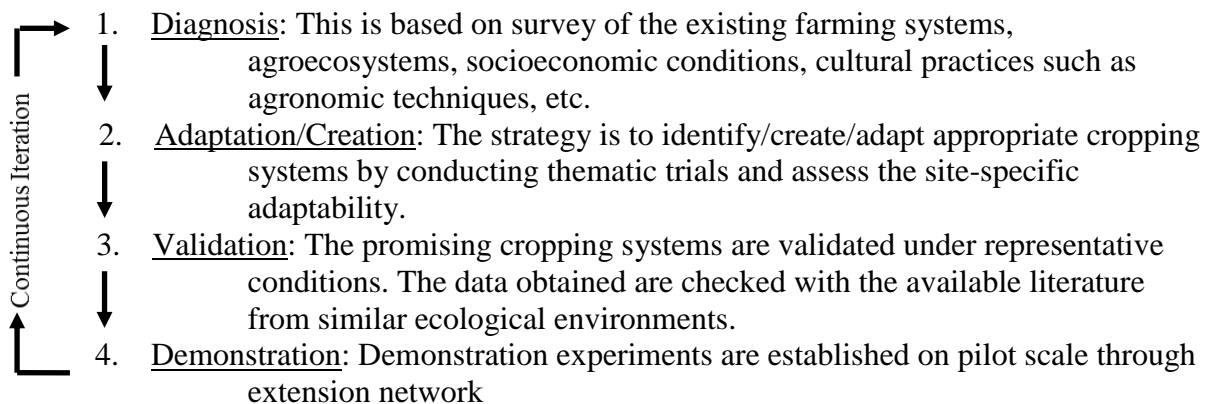 1. Diagnosis: This is based on survey of the existing farming systems,
agroecosystems, socioeconomic conditions, cultural practices such as
agronomic techniques, etc.
2. Adaptation/Creation: The strategy is to identify/create/adapt appropriate cropping
systems by conducting thematic trials and assess the site-specific
adaptability.
3. Validation: The promising cropping systems are validated under representative
conditions. The data obtained are checked with the available literature
from similar ecological environments.
4. Demonstration: Demonstration experiments are established on pilot scale through
extension network
Continuous Iteration